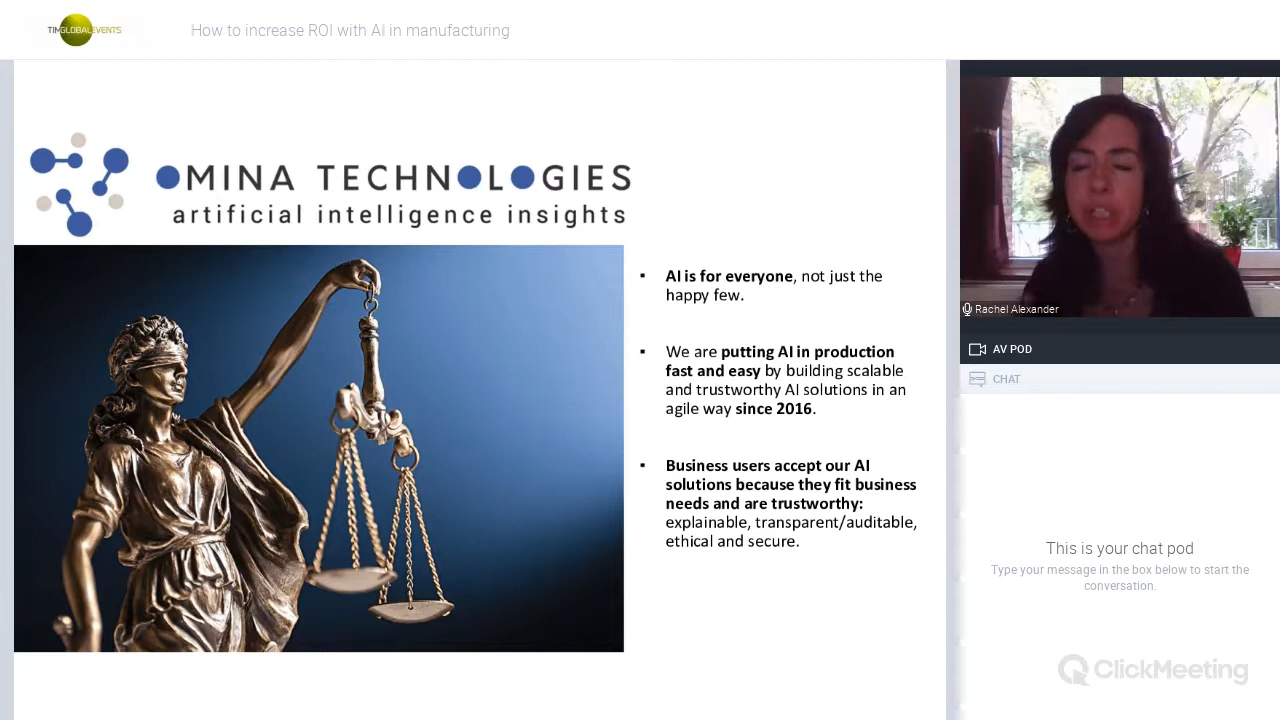 TIMGLOBALEVENTS
How to increase ROI with AI in manufacturing
OMINA TECHNOLOGIES
artificial intelligence insights
▪ AI is for everyone, not just the
happy few.
▪ We are putting AI in production
fast and easy by building scalable
and trustworthy AI solutions in an
agile way since 2016.
▪ Business users accept our AI
solutions because they fit business
needs and are trustworthy:
explainable, transparent/auditable,
ethical and secure.
Rachel Alexander
AV POD
CHAT
This is your chat pod
Type your message in the box below to start the
conversation.
ClickMeeting